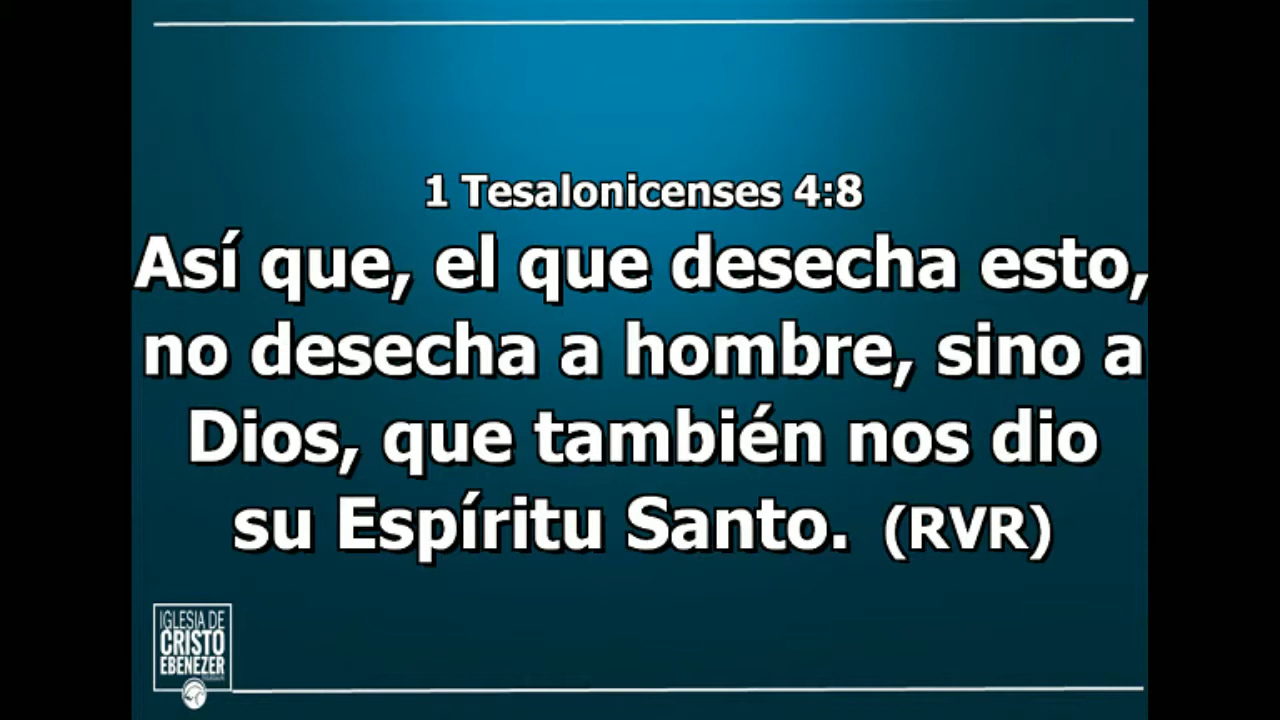 1 Tesalonicenses 4:8
Así que, el que desecha esto,
no desecha a hombre, sino a
Dios, que también nos dio
su Espíritu Santo. (RVR)
IGLESIA DE
CRISTO
EBENEZER